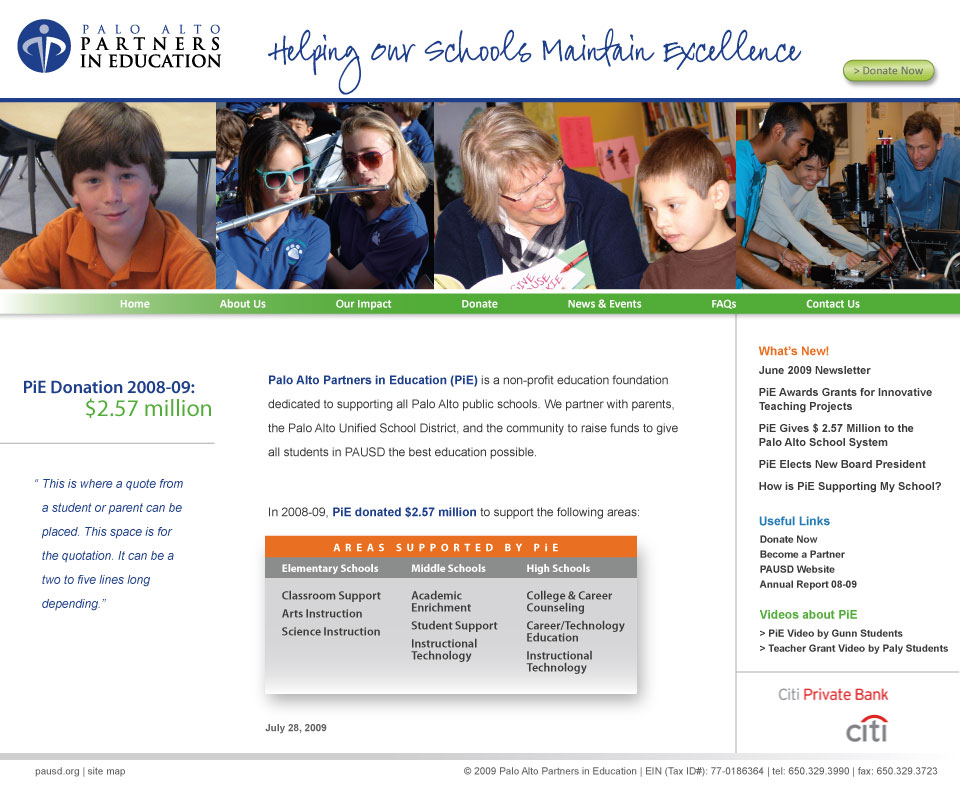 PALO ALTO
PARTNERS
IN EDUCATION
Helping Our Schools Maintain Excellence
> Donate Now
Home
About Us
Our Impact
Donate
News & Events
FAQs
Contact Us
PiE Donation 2008-09:
$2.57 million
“ This is where a quote from
a student or parent can be
placed. This space is for
the quotation. It can be a
two to five lines long
depending.”
Palo Alto Partners in Education (PiE) is a non-profit education foundation
dedicated to supporting all Palo Alto public schools. We partner with parents,
the Palo Alto Unified School District, and the community to raise funds to give
all students in PAUSD the best education possible.
In 2008-09, PiE donated $2.57 million to support the following areas:
AREAS SUPPORTED BY PiE
Elementary Schools
Classroom Support
Arts Instruction
Science Instruction
Middle Schools
Academic
Enrichment
Student Support
Instructional
Technology
High Schools
College & Career
Counseling
Career/Technology
Education
Instructional
Technology
July 28, 2009
What’s New!
June 2009 Newsletter
PiE Awards Grants for Innovative
Teaching Projects
PiE Gives $ 2.57 Million to the
Palo Alto School System
PiE Elects New Board President
How is PiE Supporting My School?
Useful Links
Donate Now
Become a Partner
PAUSD Website
Annual Report 08-09
Videos about PiE
> PiE Video by Gunn Students
> Teacher Grant Video by Paly Students
Citi Private Bank
citi
pausd.org | site map
© 2009 Palo Alto Partners in Education | EIN (Tax ID#): 77-0186364 | tel: 650.329.3990 | fax: 650.329.3723